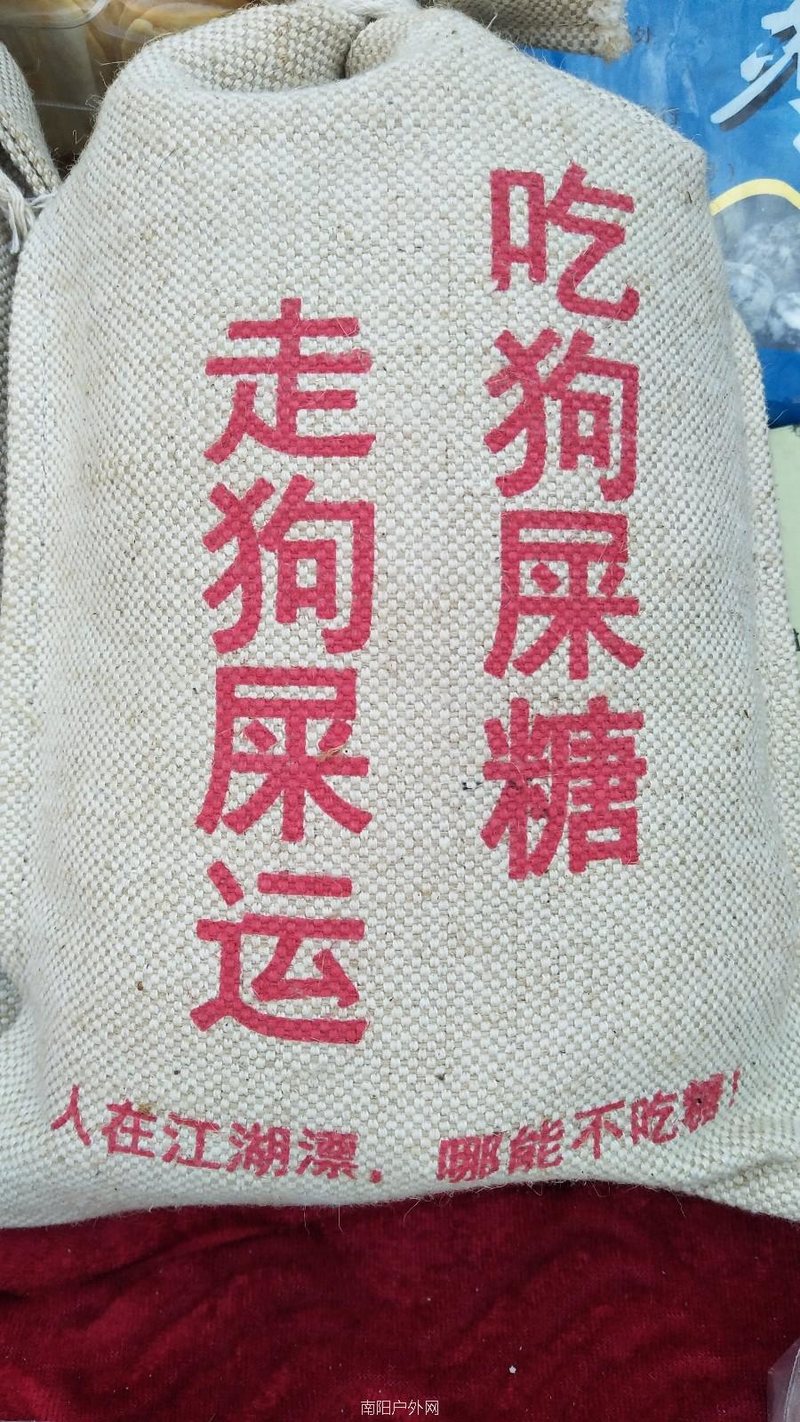 吃狗屎糖
走狗屎运
人在江湖漂，哪能不吃糖！
南阳户外网